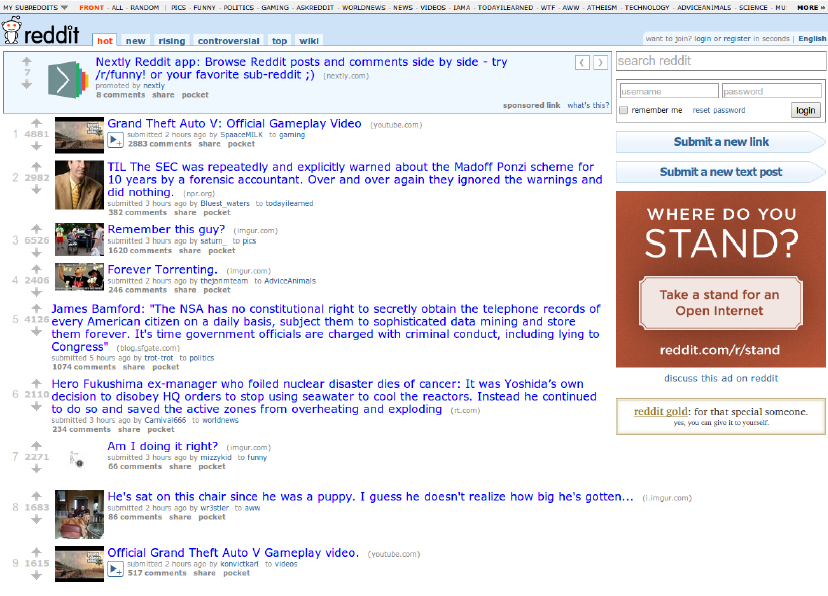 MY SUBREDDITS FRONT - ALL - RANDOM | PICS - FUNNY - POLITICS - GAMING - ASKREDDIT - WORLDNEWS - NEWS - VIDEOS - IAMA - TODAYILEARNED - WTF - AWW - ATHEISM - TECHNOLOGY - ADVICEANIMALS - SCIENCE - MU MORE »
reddit hot new rising controversial top wiki
want to join? login or register in seconds | English
7
Nextly Reddit app: Browse Reddit posts and comments side by side - try
/r/funny! or your favorite sub-reddit ;) (nextly.com)
promoted by nextly
8 comments share pocket
sponsored link what's this?
1 4881
Grand Theft Auto V: Official Gameplay Video (youtube.com)
submitted 2 hours ago by SpaaceMILK to gaming
2883 comments share pocket
2 2982
TIL The SEC was repeatedly and explicitly warned about the Madoff Ponzi scheme for
10 years by a forensic accountant. Over and over again they ignored the warnings and
did nothing. (npr.org)
submitted 3 hours ago by Bluest_waters to todayilearned
382 comments share pocket
3 6526
Remember this guy? (imgur.com)
submitted 3 hours ago by saturn_ to pics
1620 comments share pocket
4 2406
Forever Torrenting. (imgur.com)
submitted 2 hours ago by thejonmteam to AdviceAnimals
246 comments share pocket
5 4126
James Bamford: "The NSA has no constitutional right to secretly obtain the telephone records of
every American citizen on a daily basis, subject them to sophisticated data mining and store
them forever. It's time government officials are charged with criminal conduct, including lying to
Congress" (blog.sfgate.com)
submitted 5 hours ago by trot-trot to politics
1074 comments share pocket
6 2110
Hero Fukushima ex-manager who foiled nuclear disaster dies of cancer: It was Yoshida's own
decision to disobey HQ orders to stop using seawater to cool the reactors. Instead he continued
to do so and saved the active zones from overheating and exploding (rt.com)
submitted 3 hours ago by Carnival666 to worldnews
234 comments share pocket
7 2271
Am I doing it right? (imgur.com)
submitted 3 hours ago by mizzykid to funny
66 comments share pocket
8 1683
He's sat on this chair since he was a puppy. I guess he doesn't realize how big he's gotten... (i.imgur.com)
submitted 2 hours ago by wr3stler to aww
86 comments share pocket
9 1615
Official Grand Theft Auto V Gameplay video. (youtube.com)
submitted 2 hours ago by konvictkarl to videos
517 comments share pocket
search reddit
username password
remember me reset password login
Submit a new link
Submit a new text post
WHERE DO YOU
STAND?
Take a stand for an
Open Internet
reddit.com/r/stand
discuss this ad on reddit
reddit gold: for that special someone.
yes, you can give it to yourself.